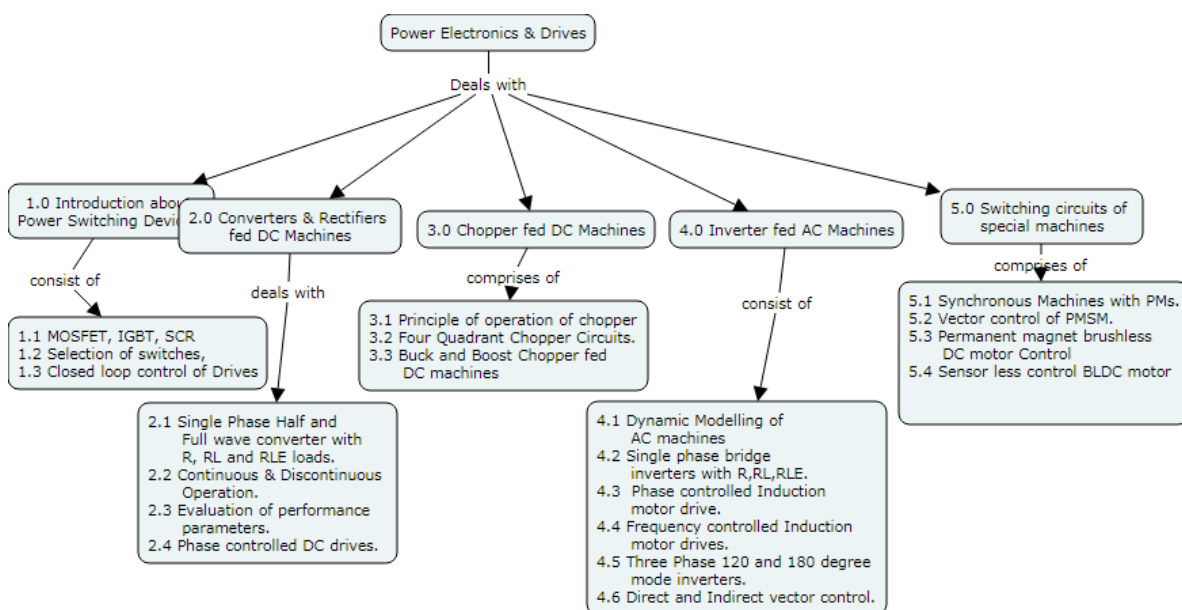 Power Electronics & Drives
Deals with
1.0 Introduction abou
Power Switching Devic
2.0 Converters & Rectifiers
fed DC Machines
3.0 Chopper fed DC Machines
4.0 Inverter fed AC Machines
5.0 Switching circuits of
special machines
consist of
deals with
comprises of
consist of
comprises of
1.1 MOSFET, IGBT, SCR
1.2 Selection of switches,
1.3 Closed loop control of Drives
2.1 Single Phase Half and
Full wave converter with
R, RL and RLE loads.
2.2 Continuous & Discontinuous
Operation.
2.3 Evaluation of performance
parameters.
2.4 Phase controlled DC drives.
3.1 Principle of operation of chopper
3.2 Four Quadrant Chopper Circuits.
3.3 Buck and Boost Chopper fed
DC machines
4.1 Dynamic Modelling of
AC machines
4.2 Single phase bridge
inverters with R,RL,RLE.
4.3 Phase controlled Induction
motor drive.
4.4 Frequency controlled Induction
motor drives.
4.5 Three Phase 120 and 180 degree
mode inverters.
4.6 Direct and Indirect vector control.
5.1 Synchronous Machines with PMs.
5.2 Vector control of PMSM.
5.3 Permanent magnet brushless
DC motor Control
5.4 Sensor less control BLDC motor